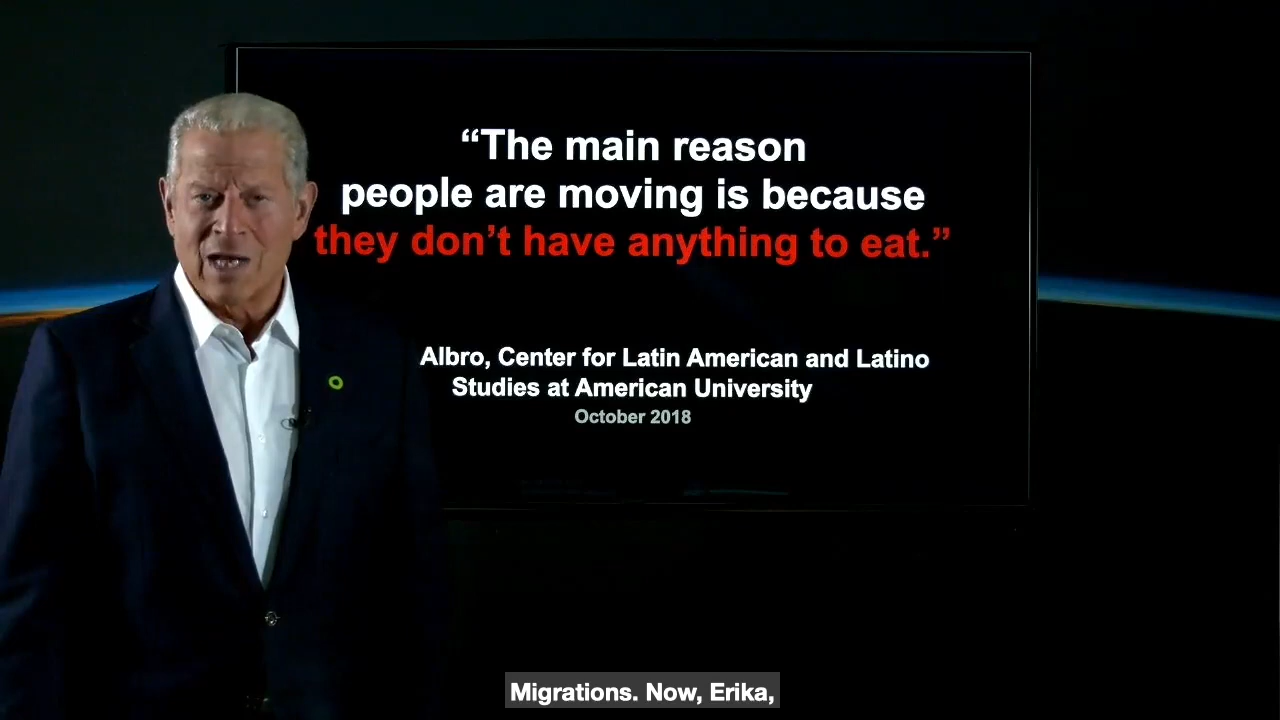 “The main reason
people are moving is because
they don’t have anything to eat.”
Albro, Center for Latin American and Latino
Studies at American University
October 2018
Migrations. Now, Erika,